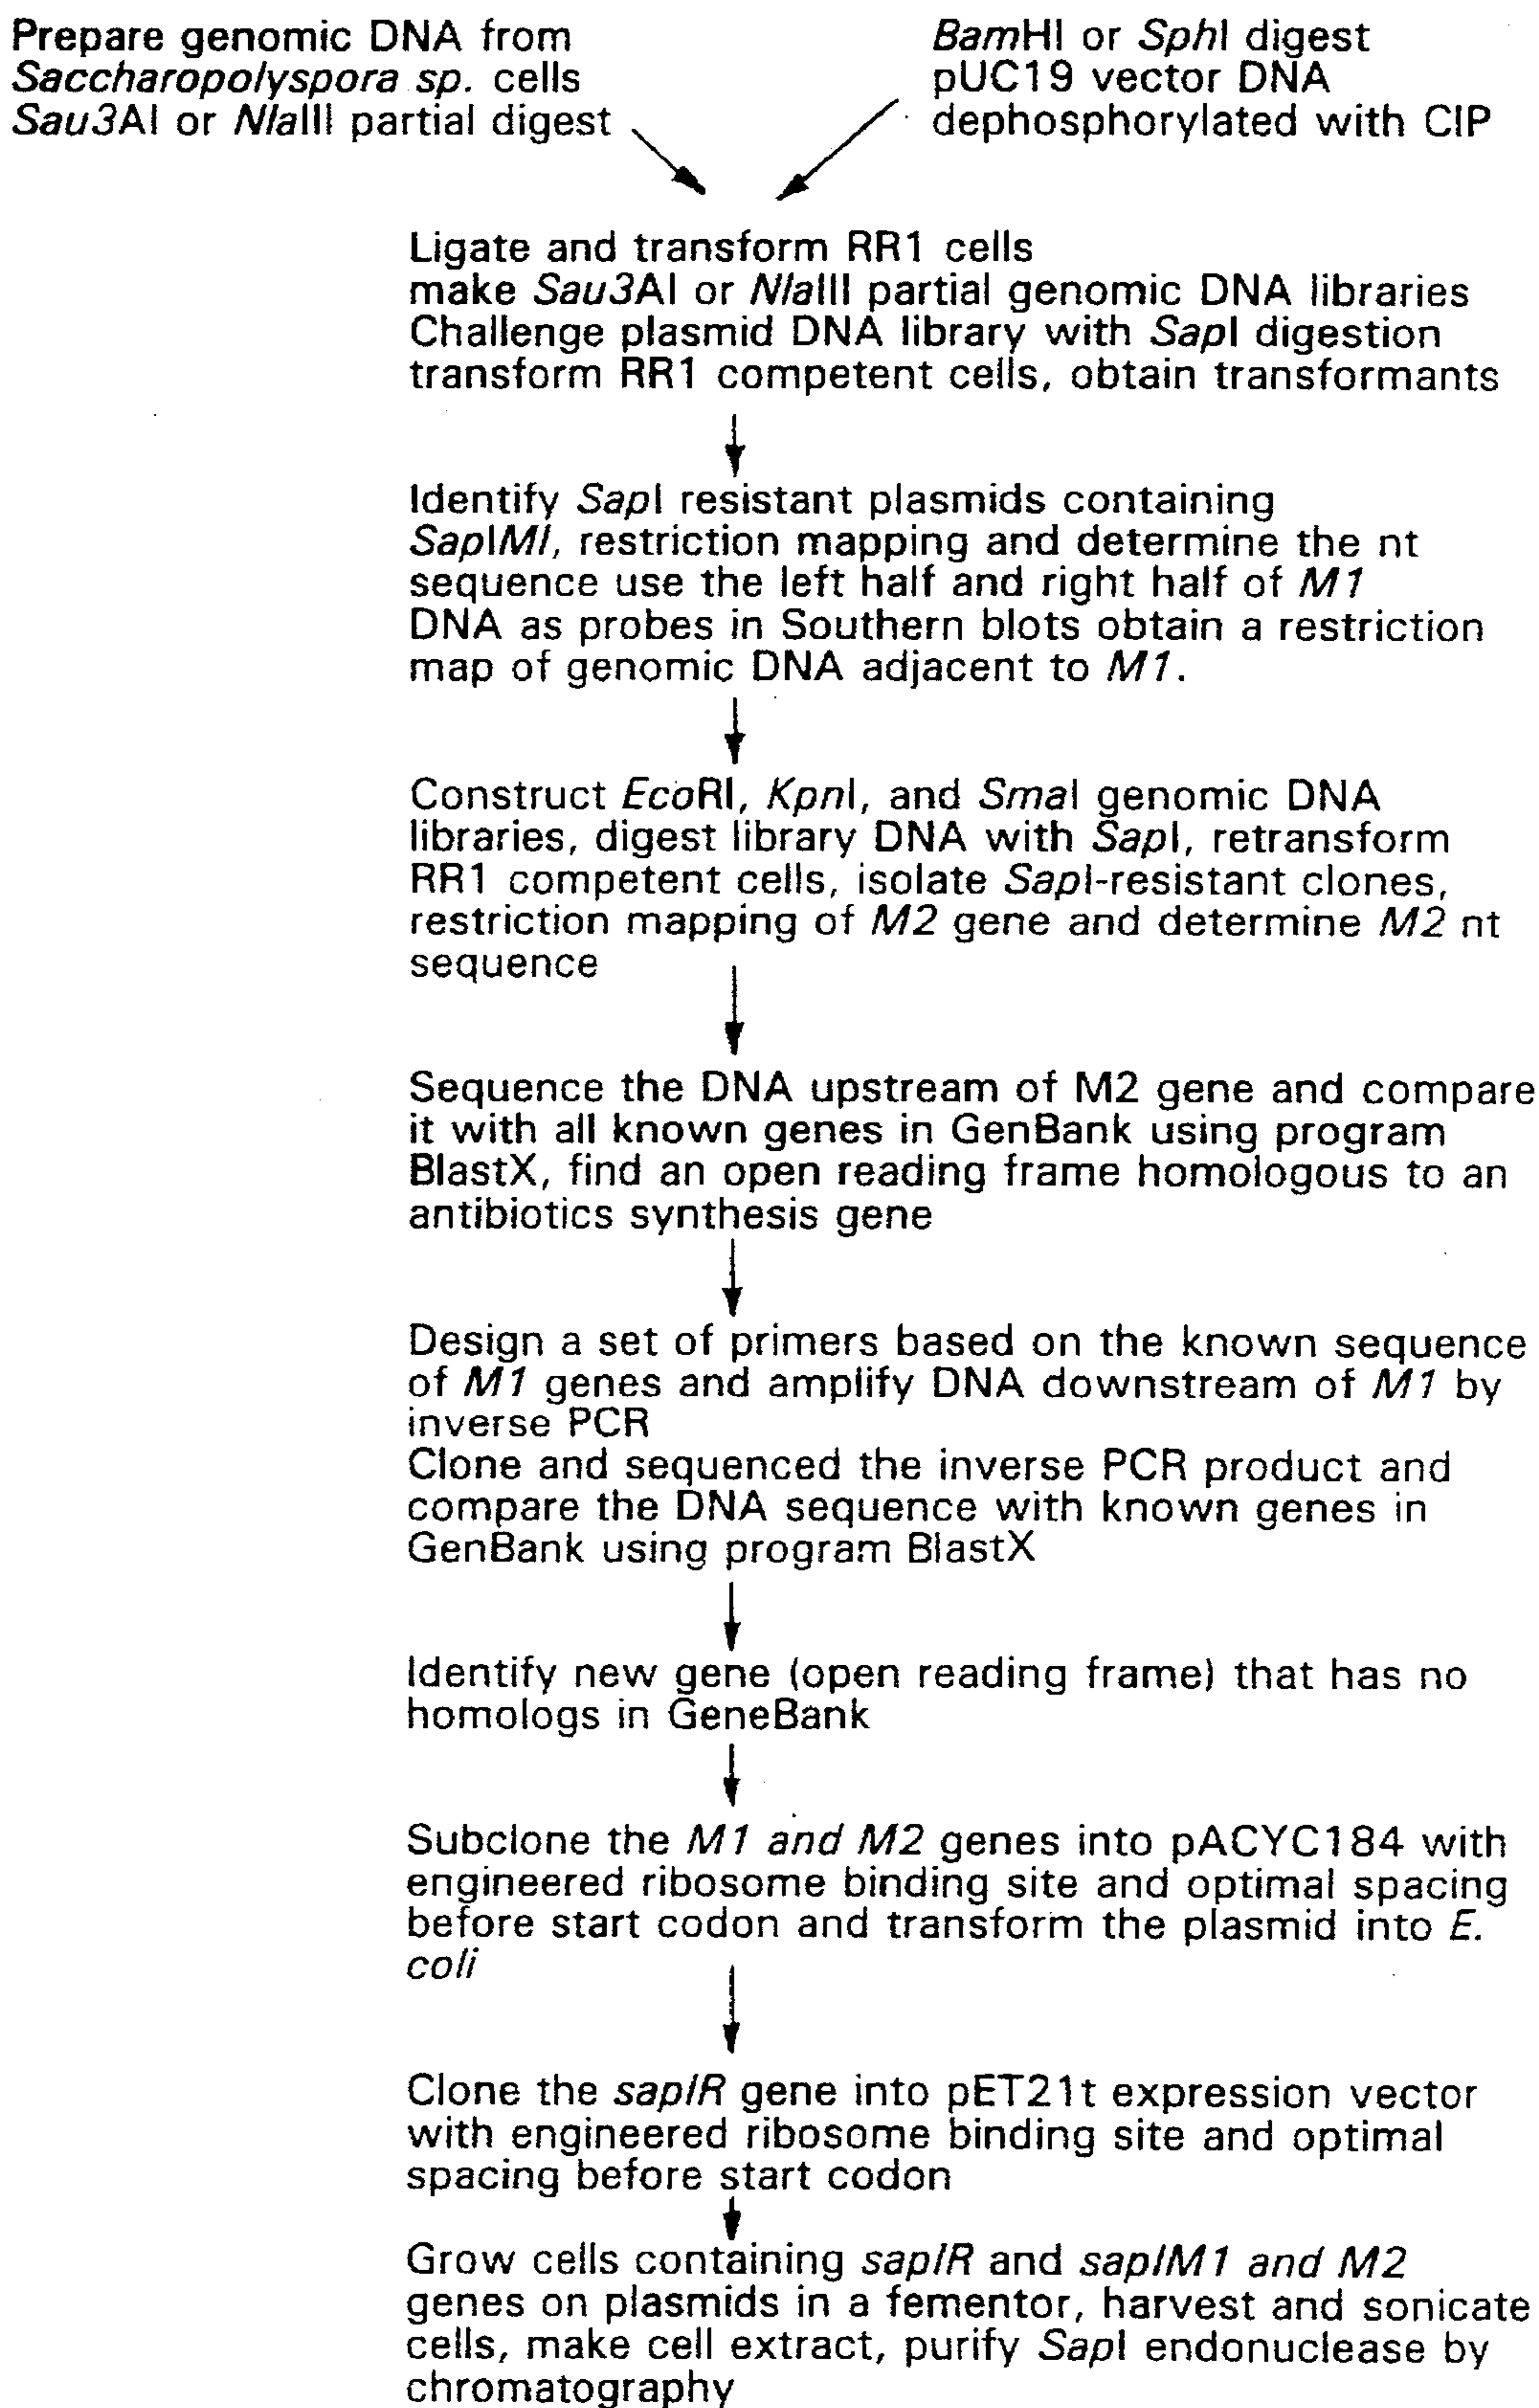 Prepare genomic DNA from
Saccharopolyspora sp. cells
Sau3AI or NlaIII partial digest
BamHI or SphI digest
pUC19 vector DNA
dephosphorylated with CIP
Ligate and transform RR1 cells
make Sau3AI or NlaIII partial genomic DNA libraries
Challenge plasmid DNA library with SapI digestion
transform RR1 competent cells, obtain transformants
Identify SapI resistant plasmids containing
SapIMI, restriction mapping and determine the nt
sequence use the left half and right half of M1
DNA as probes in Southern blots obtain a restriction
map of genomic DNA adjacent to M1.
Construct EcoRI, KpnI, and SmaI genomic DNA
libraries, digest library DNA with SapI, retransform
RR1 competent cells, isolate SapI-resistant clones,
restriction mapping of M2 gene and determine M2 nt
sequence
Sequence the DNA upstream of M2 gene and compare
it with all known genes in GenBank using program
BlastX, find an open reading frame homologous to an
antibiotics synthesis gene
Design a set of primers based on the known sequence
of M1 genes and amplify DNA downstream of M1 by
inverse PCR
Clone and sequenced the inverse PCR product and
compare the DNA sequence with known genes in
GenBank using program BlastX
Identify new gene (open reading frame) that has no
homologs in GeneBank
Subclone the M1 and M2 genes into pACYC184 with
engineered ribosome binding site and optimal spacing
before start codon and transform the plasmid into E.
coli
Clone the sapIR gene into pET21t expression vector
with engineered ribosome binding site and optimal
spacing before start codon
Grow cells containing sapIR and sapIM1 and M2
genes on plasmids in a fementor, harvest and sonicate
cells, make cell extract, purify SapI endonuclease by
chromatography